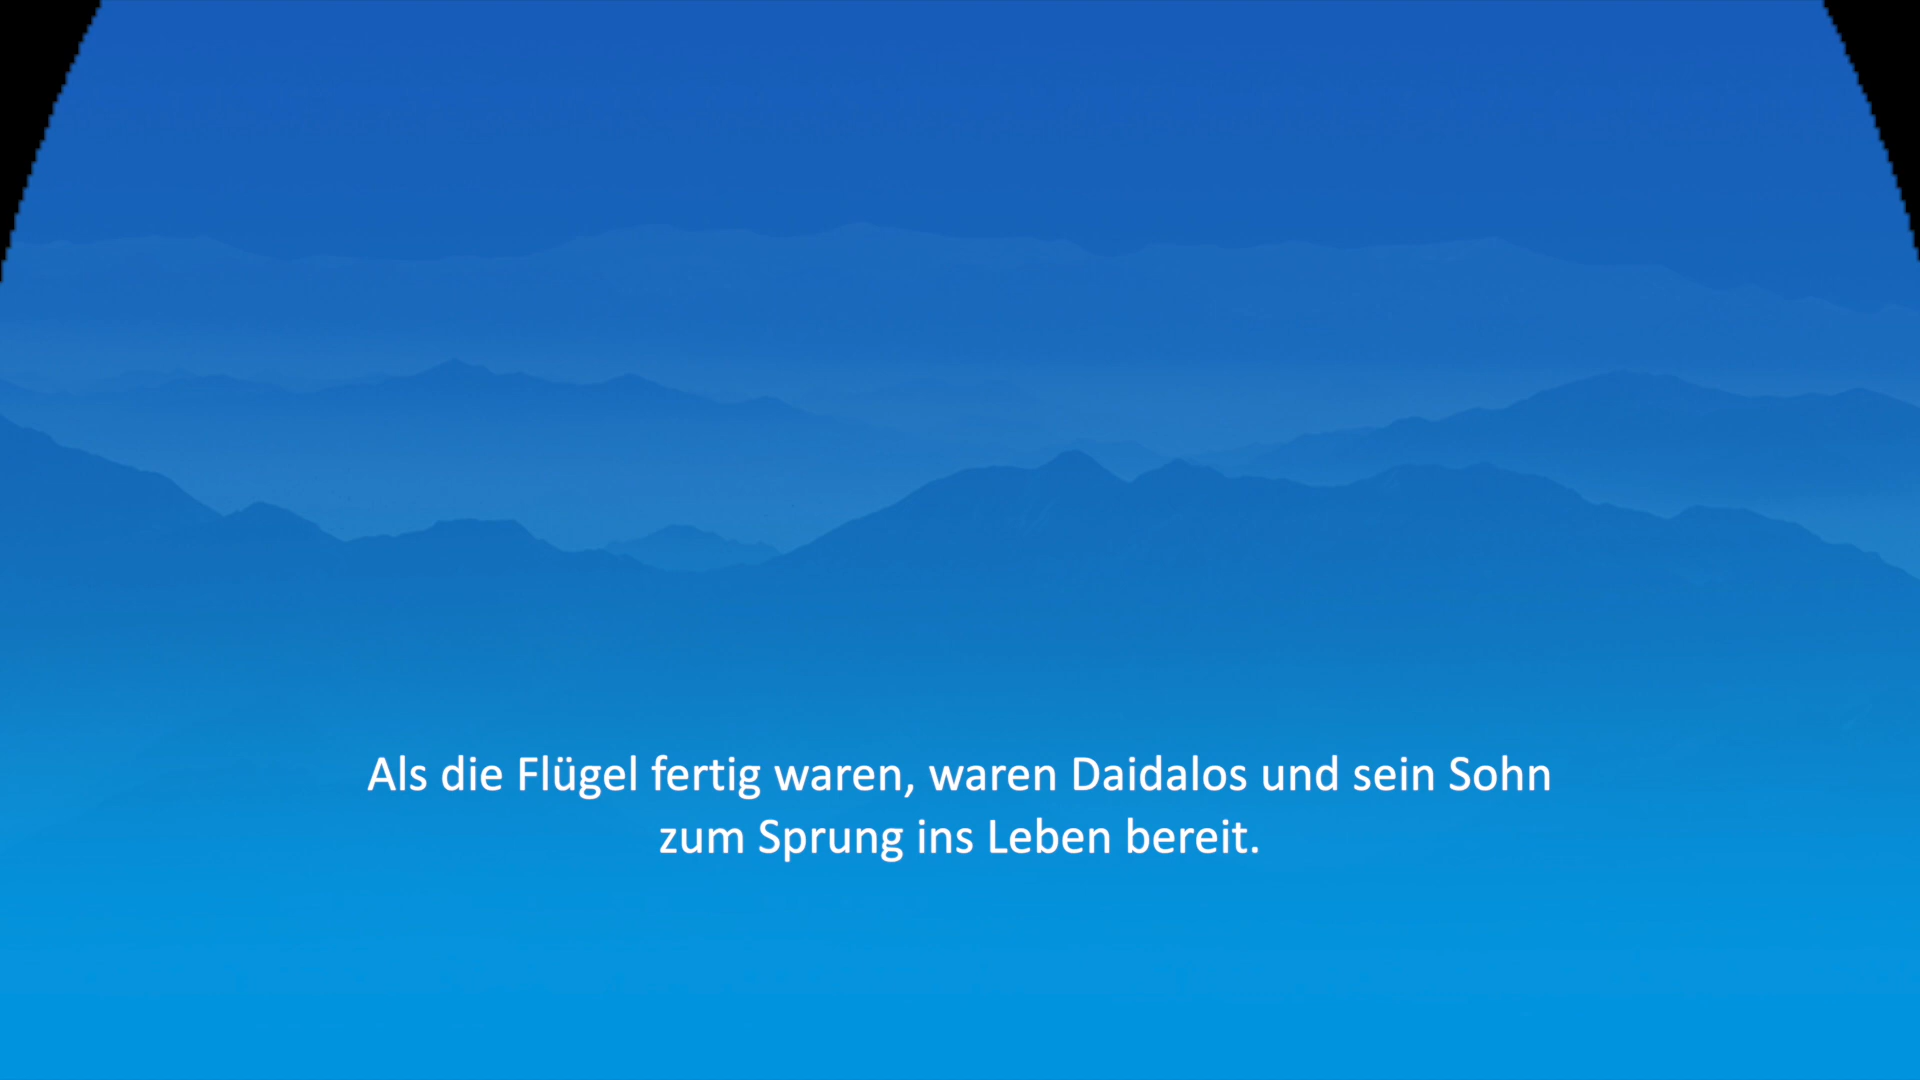 Als die Flügel fertig waren, waren Daidalos und sein Sohn
zum Sprung ins Leben bereit.